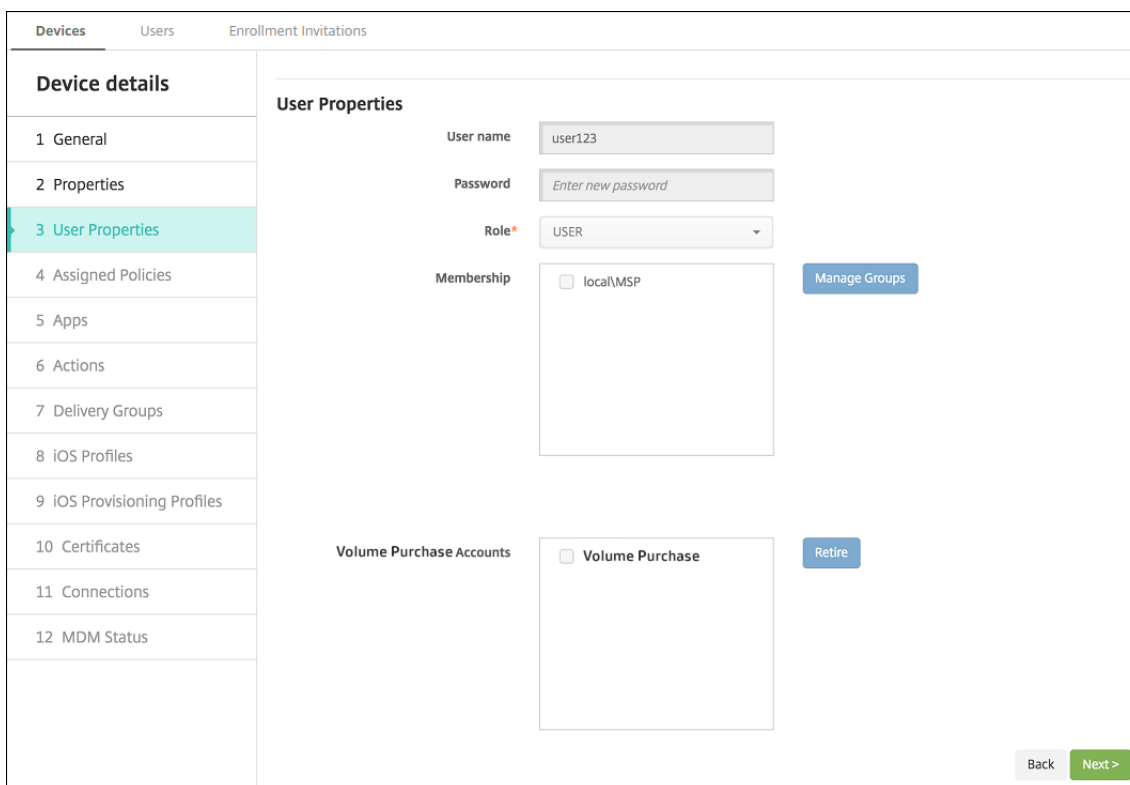 Devices Users Enrollment Invitations
Device details
1 General
2 Properties
3 User Properties
4 Assigned Policies
5 Apps
6 Actions
7 Delivery Groups
8 iOS Profiles
9 iOS Provisioning Profiles
10 Certificates
11 Connections
12 MDM Status
User Properties
User name user123
Password Enter new password
Role* USER
Membership local\MSP Manage Groups
Volume Purchase Accounts Volume Purchase Retire
Back Next >